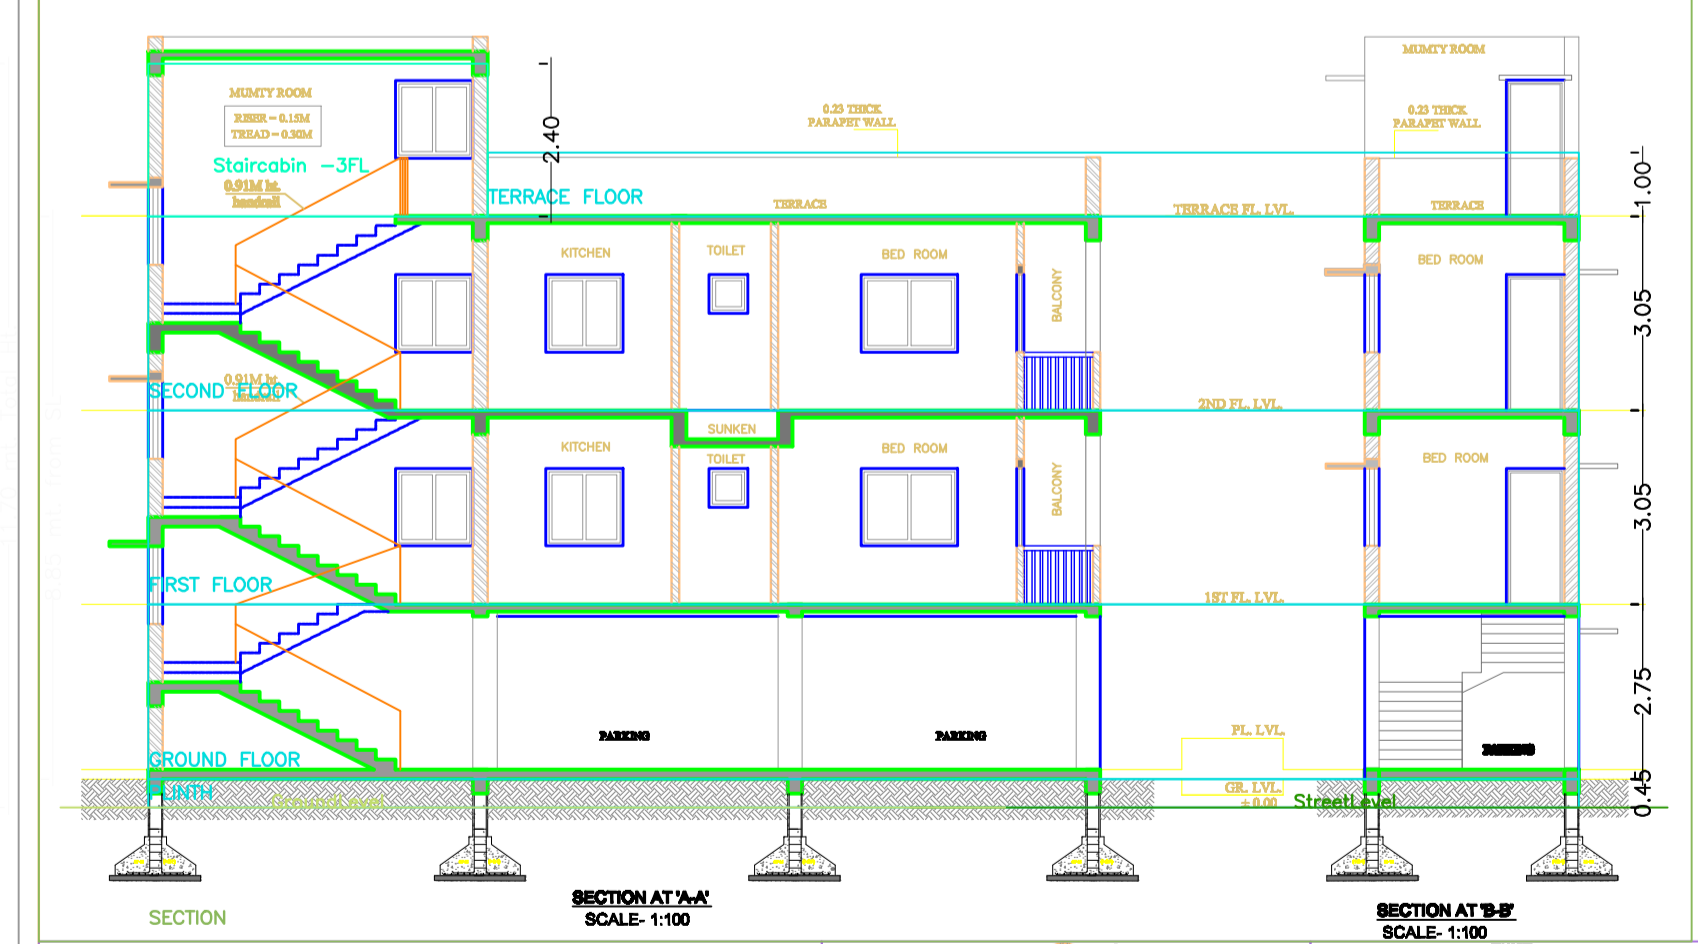 MUMTY ROOM
RISER = 0.15M
TREAD = 0.30M
Staircabin -3FL
0.91M ht.
handrail
2.40
0.23 THICK
PARAPET WALL
MUMTY ROOM
0.23 THICK
PARAPET WALL
1.00
TERRACE FLOOR
TERRACE
TERRACE FL. LVL.
TERRACE
KITCHEN
TOILET
BED ROOM
BALCONY
BED ROOM
3.05
0.91M ht.
handrail
SECOND FLOOR
2ND FL. LVL.
SUNKEN
KITCHEN
TOILET
BED ROOM
BALCONY
BED ROOM
3.05
FIRST FLOOR
1ST FL. LVL.
2.75
PARKING
PARKING
PARKING
PL. LVL.
GROUND FLOOR
PLINTH
GroundLevel
GR. LVL.
±0.00
StreetLevel
0.45
SECTION AT 'A-A'
SCALE- 1:100
SECTION AT 'B-B'
SCALE- 1:100
SECTION